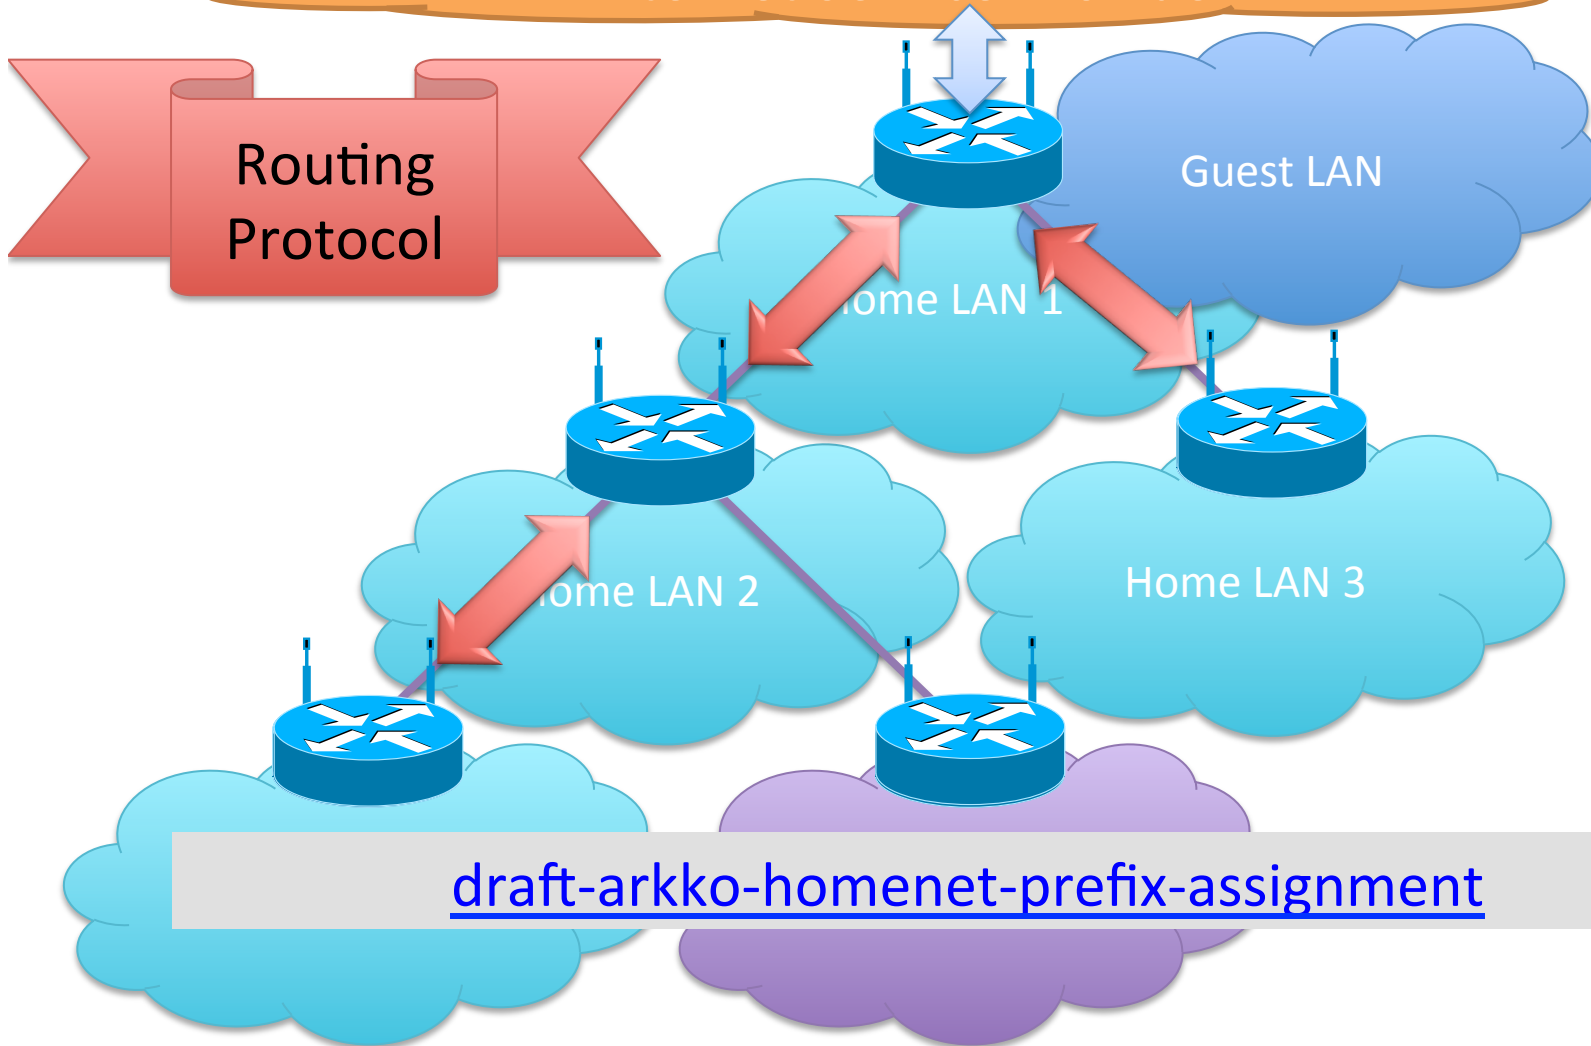 Routing
Protocol
Guest LAN
ome LAN 1
ome LAN 2
Home LAN 3
draft-arkko-homenet-prefix-assignment